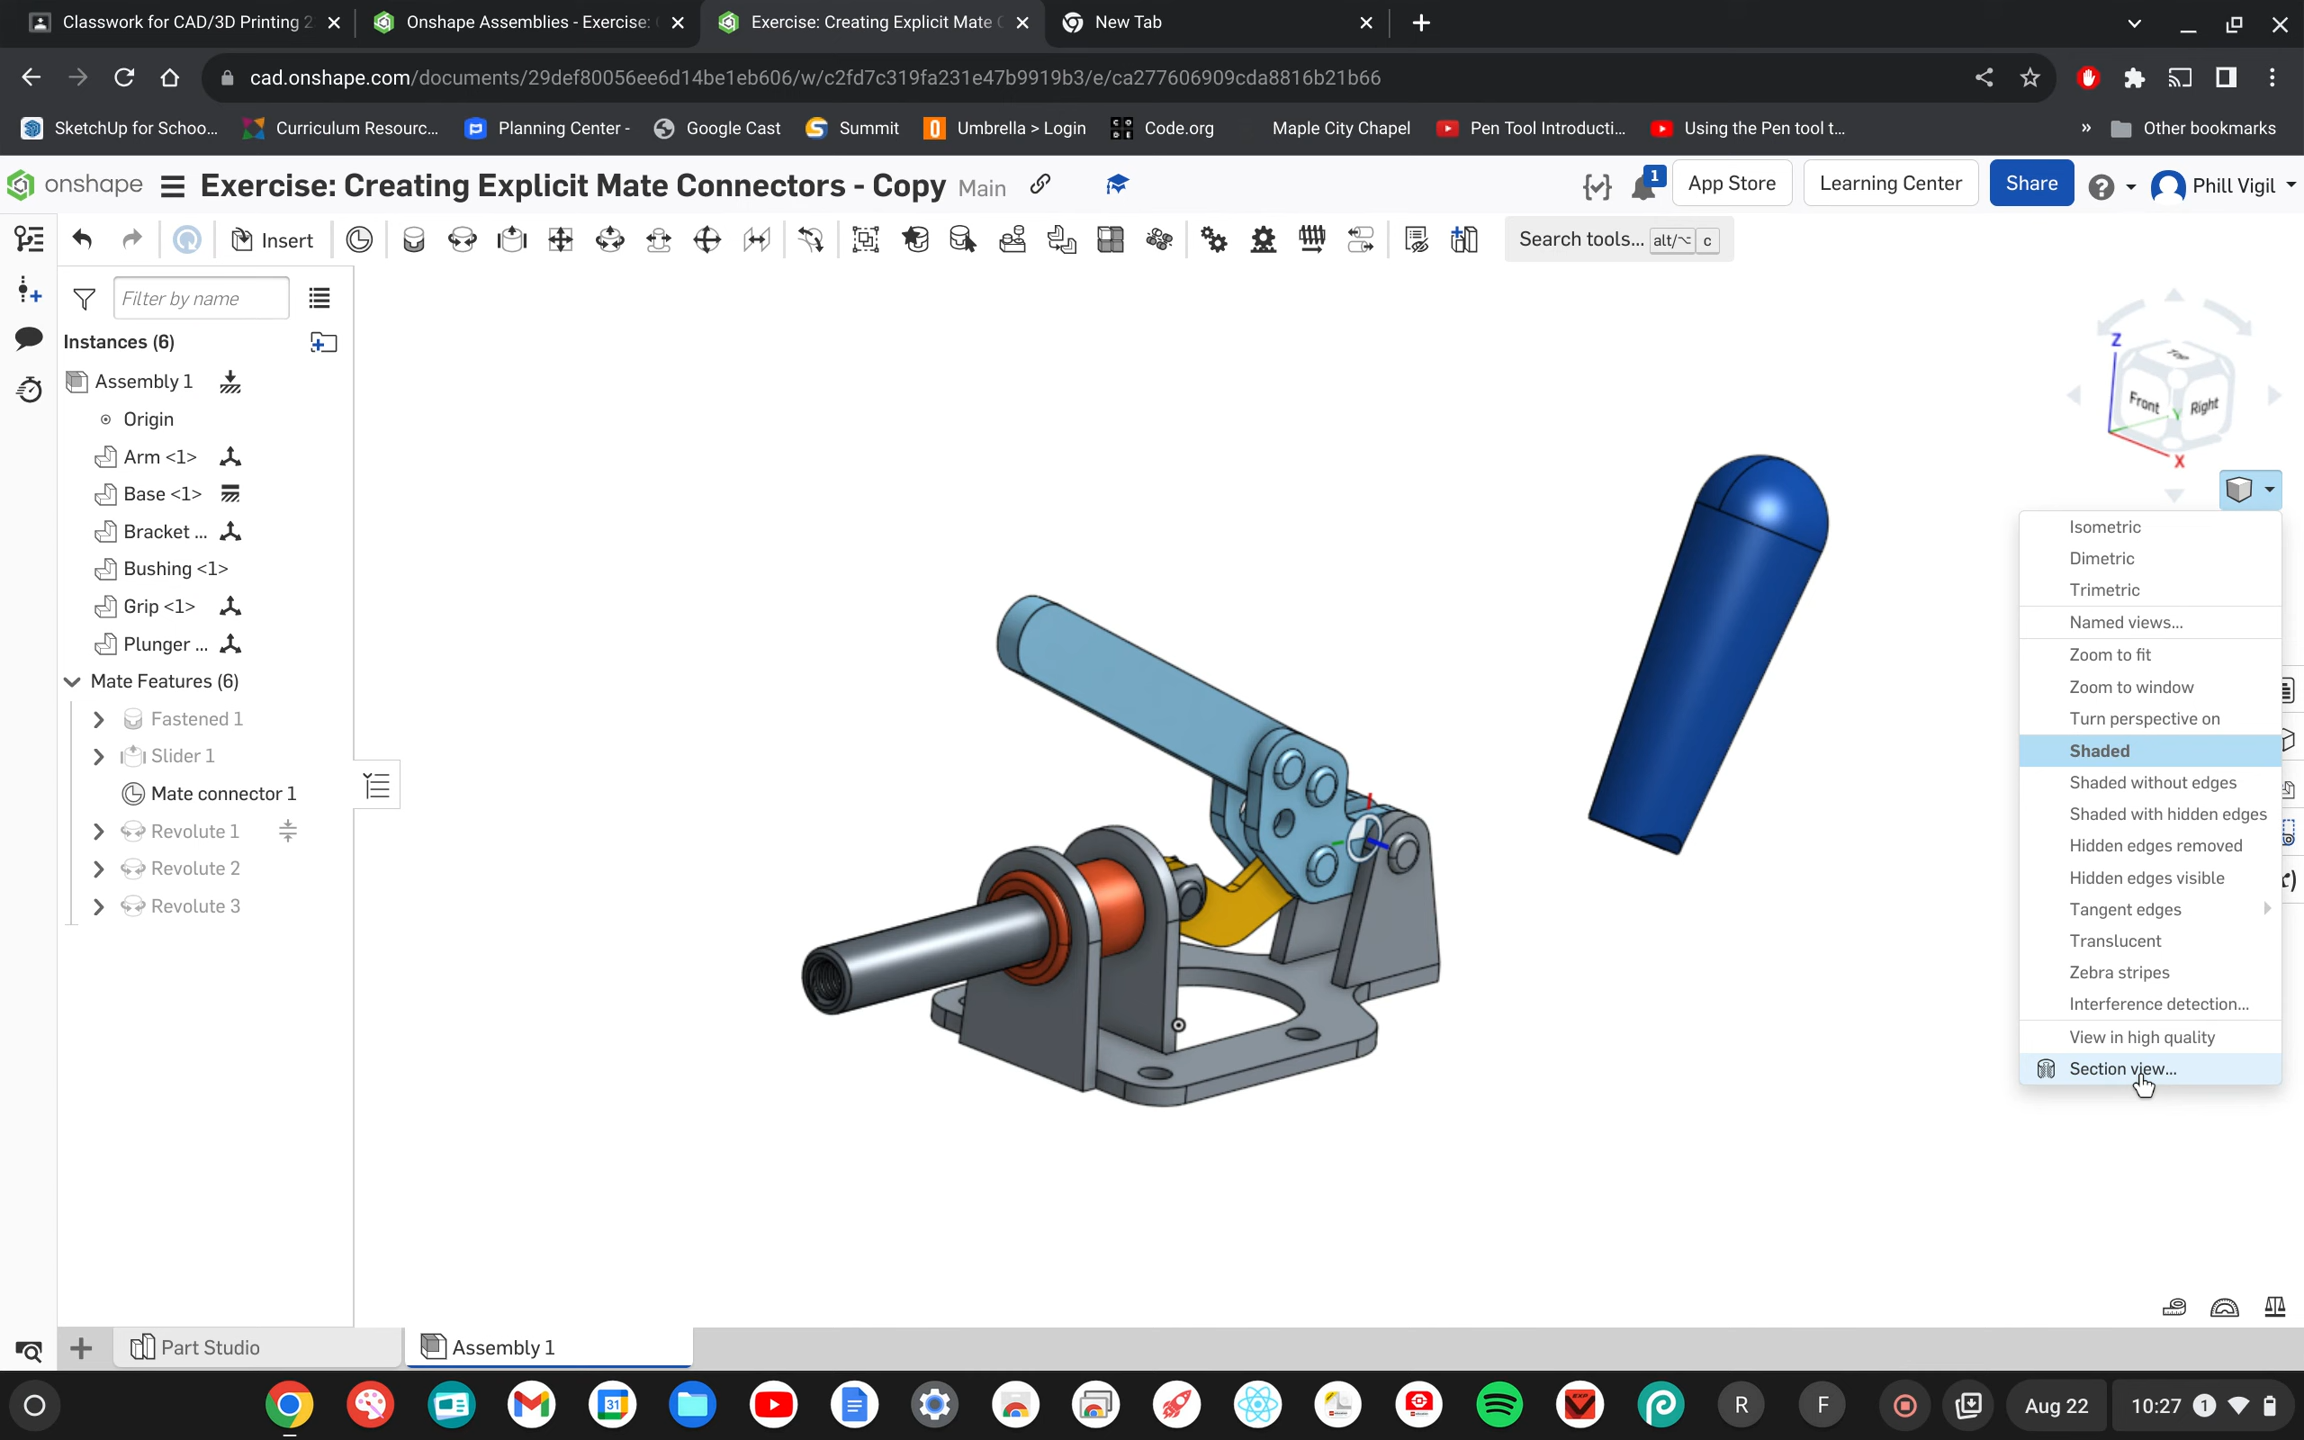 Classwork for CAD/3D Printing 2
Onshape Assemblies - Exercise:
Exercise: Creating Explicit Mate C
New Tab
cad.onshape.com/documents/29def80056ee6d14be1eb606/w/c2fd7c319fa231e47b9919b3/e/ca277606909cda8816b21b66
SketchUp for Schoo...
Curriculum Resourc...
Planning Center -
Google Cast
Summit
Umbrella > Login
Code.org
Maple City Chapel
Pen Tool Introducti...
Using the Pen tool t...
»
Other bookmarks
onshape
Exercise: Creating Explicit Mate Connectors - Copy
Main
1
App Store
Learning Center
Share
Phill Vigil
Insert
Search tools... alt/⌥ c
Filter by name
Instances (6)
Assembly 1
Origin
Arm <1>
Base <1>
Bracket ...
Bushing <1>
Grip <1>
Plunger ...
Mate Features (6)
Fastened 1
Slider 1
Mate connector 1
Revolute 1
Revolute 2
Revolute 3
Z
Top
Front
Y
Right
X
Isometric
Dimetric
Trimetric
Named views...
Zoom to fit
Zoom to window
Turn perspective on
Shaded
Shaded without edges
Shaded with hidden edges
Hidden edges removed
Hidden edges visible
Tangent edges
Translucent
Zebra stripes
Interference detection...
View in high quality
Section view...
Part Studio
Assembly 1
31
R
F
Aug 22
10:27
1